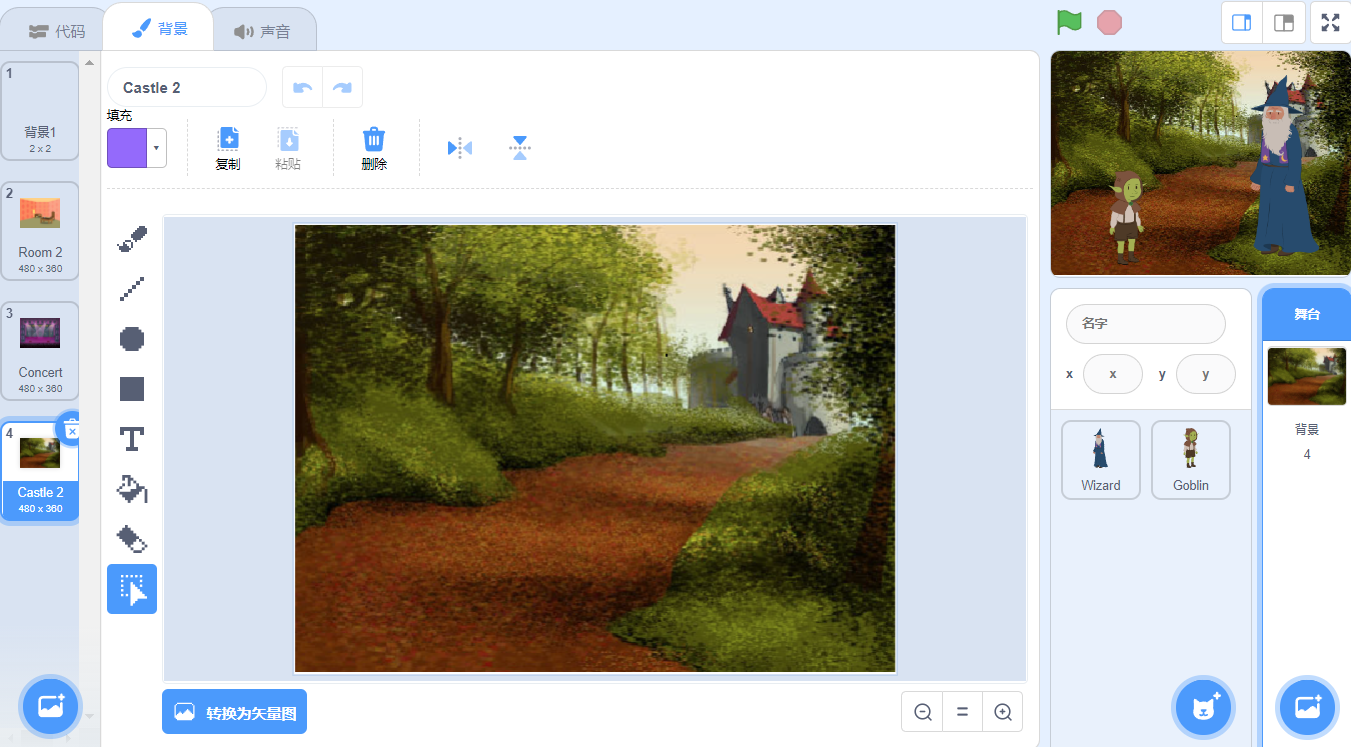 代码
背景
声音
1
背景1
2 x 2
2
Room 2
480 x 360
3
Concert
480 x 360
4
Castle 2
480 x 360
Castle 2
填充
复制
粘贴
删除
T
转换为矢量图
名字
x
x
y
y
Wizard
Goblin
舞台
背景
4